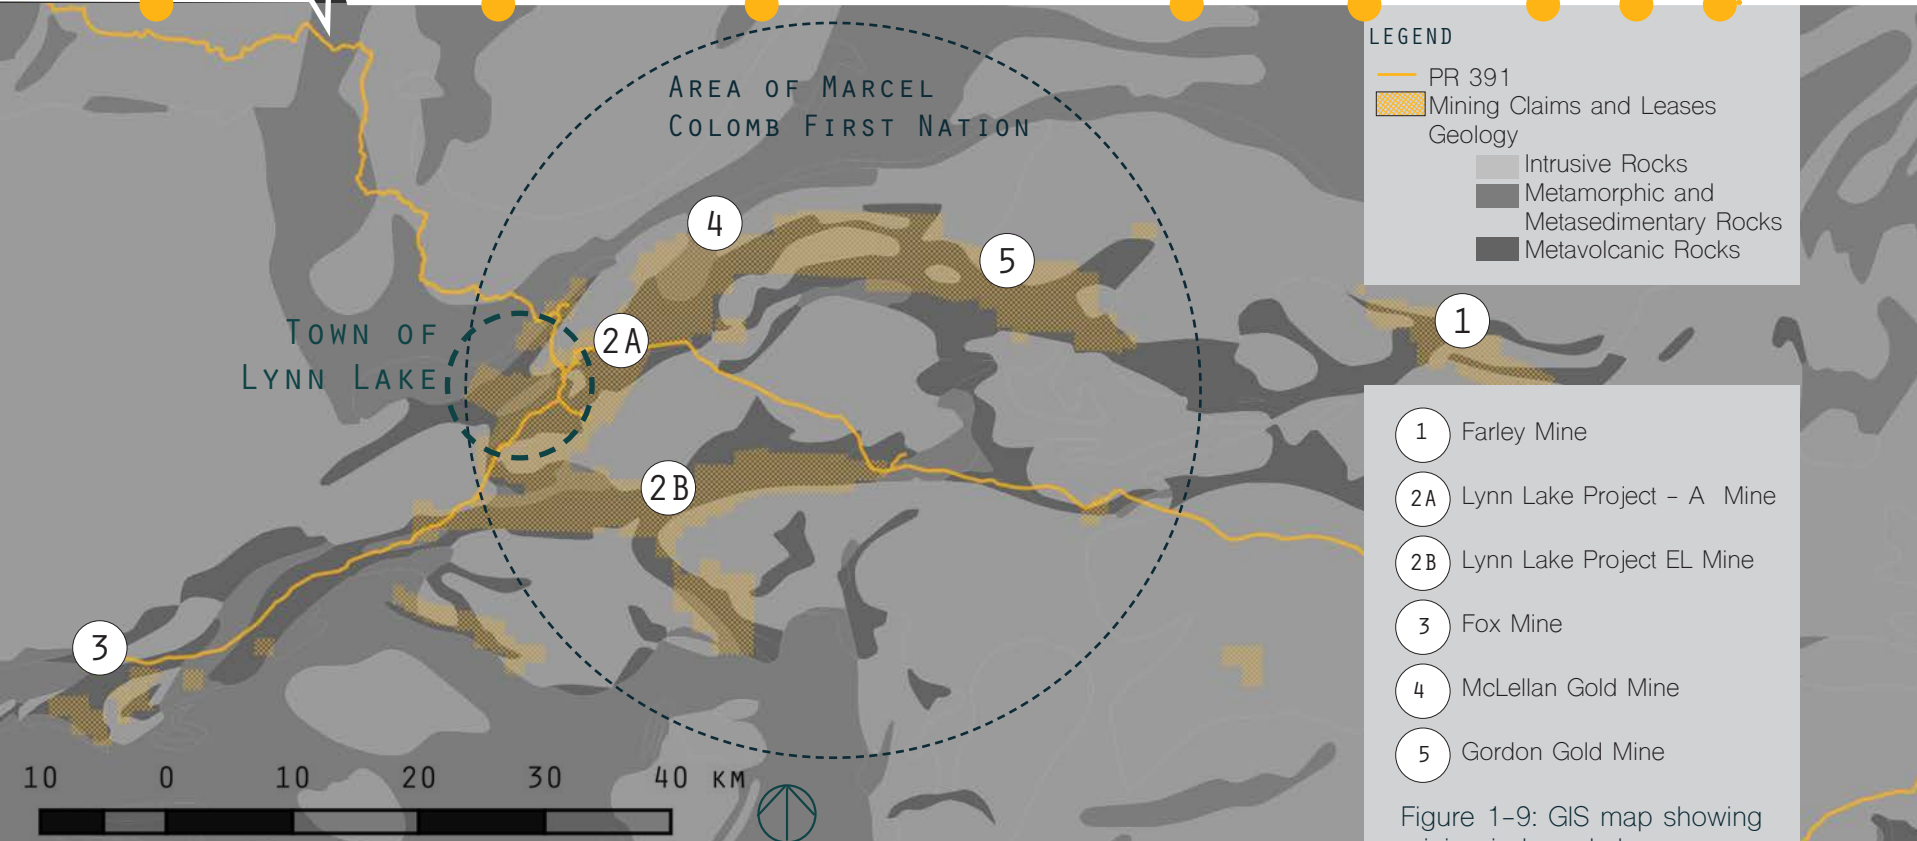 AREA OF MARCEL
COLOMB FIRST NATION
TOWN OF
LYNN LAKE
4
5
2A
1
2B
3
10 0 10 20 30 40 KM
LEGEND
PR 391
Mining Claims and Leases
Geology
Intrusive Rocks
Metamorphic and
Metasedimentary Rocks
Metavolcanic Rocks
1 Farley Mine
2A Lynn Lake Project - A Mine
2B Lynn Lake Project EL Mine
3 Fox Mine
4 McLellan Gold Mine
5 Gordon Gold Mine
Figure 1-9: GIS map showing